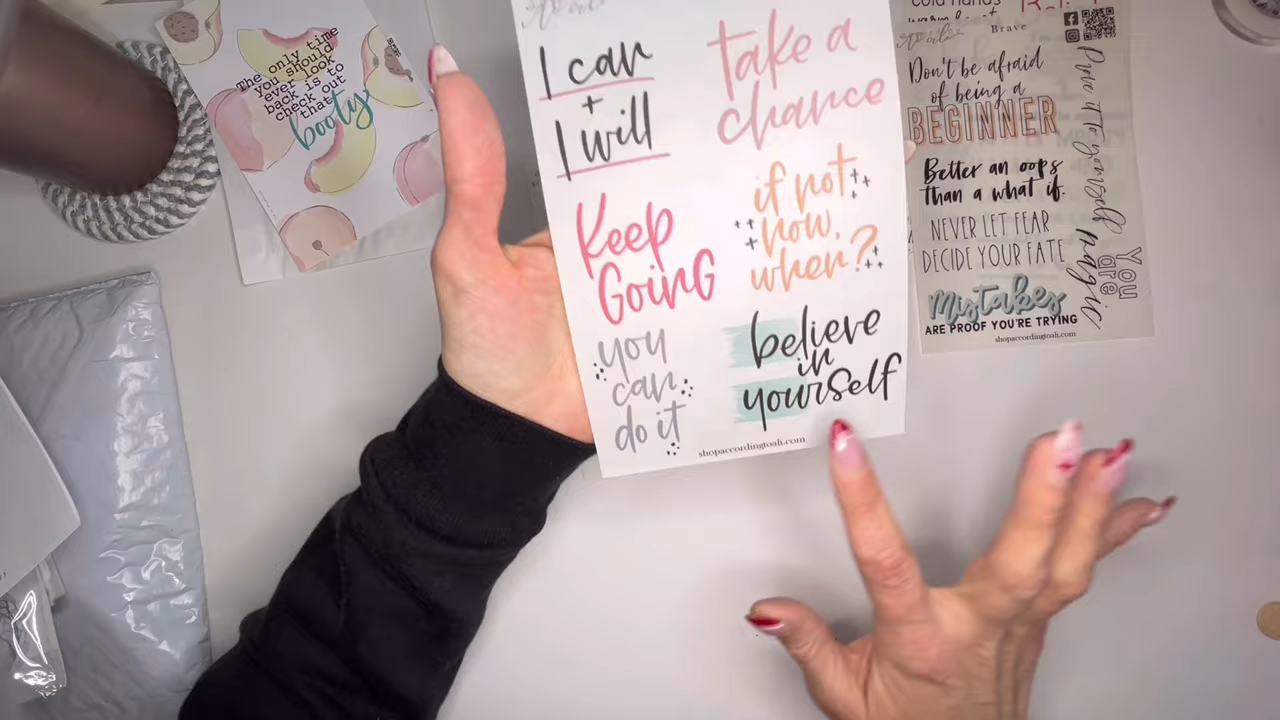 The only time
you should
ever look
back is to
check out
that
booty
I can
+
I will
take a
chance
Keep
Going
if not
now,
when?
you
can
do it
believe
in
yourself
shopaccordingtoali.com
cold hands
Brave
Don't be afraid
of being a
BEGINNER
Better an oops
than a what if.
NEVER LET FEAR
DECIDE YOUR FATE
Mistakes
ARE PROOF YOU'RE TRYING
shopaccordingtoali.com
Prove it to yourself
You
are
magic